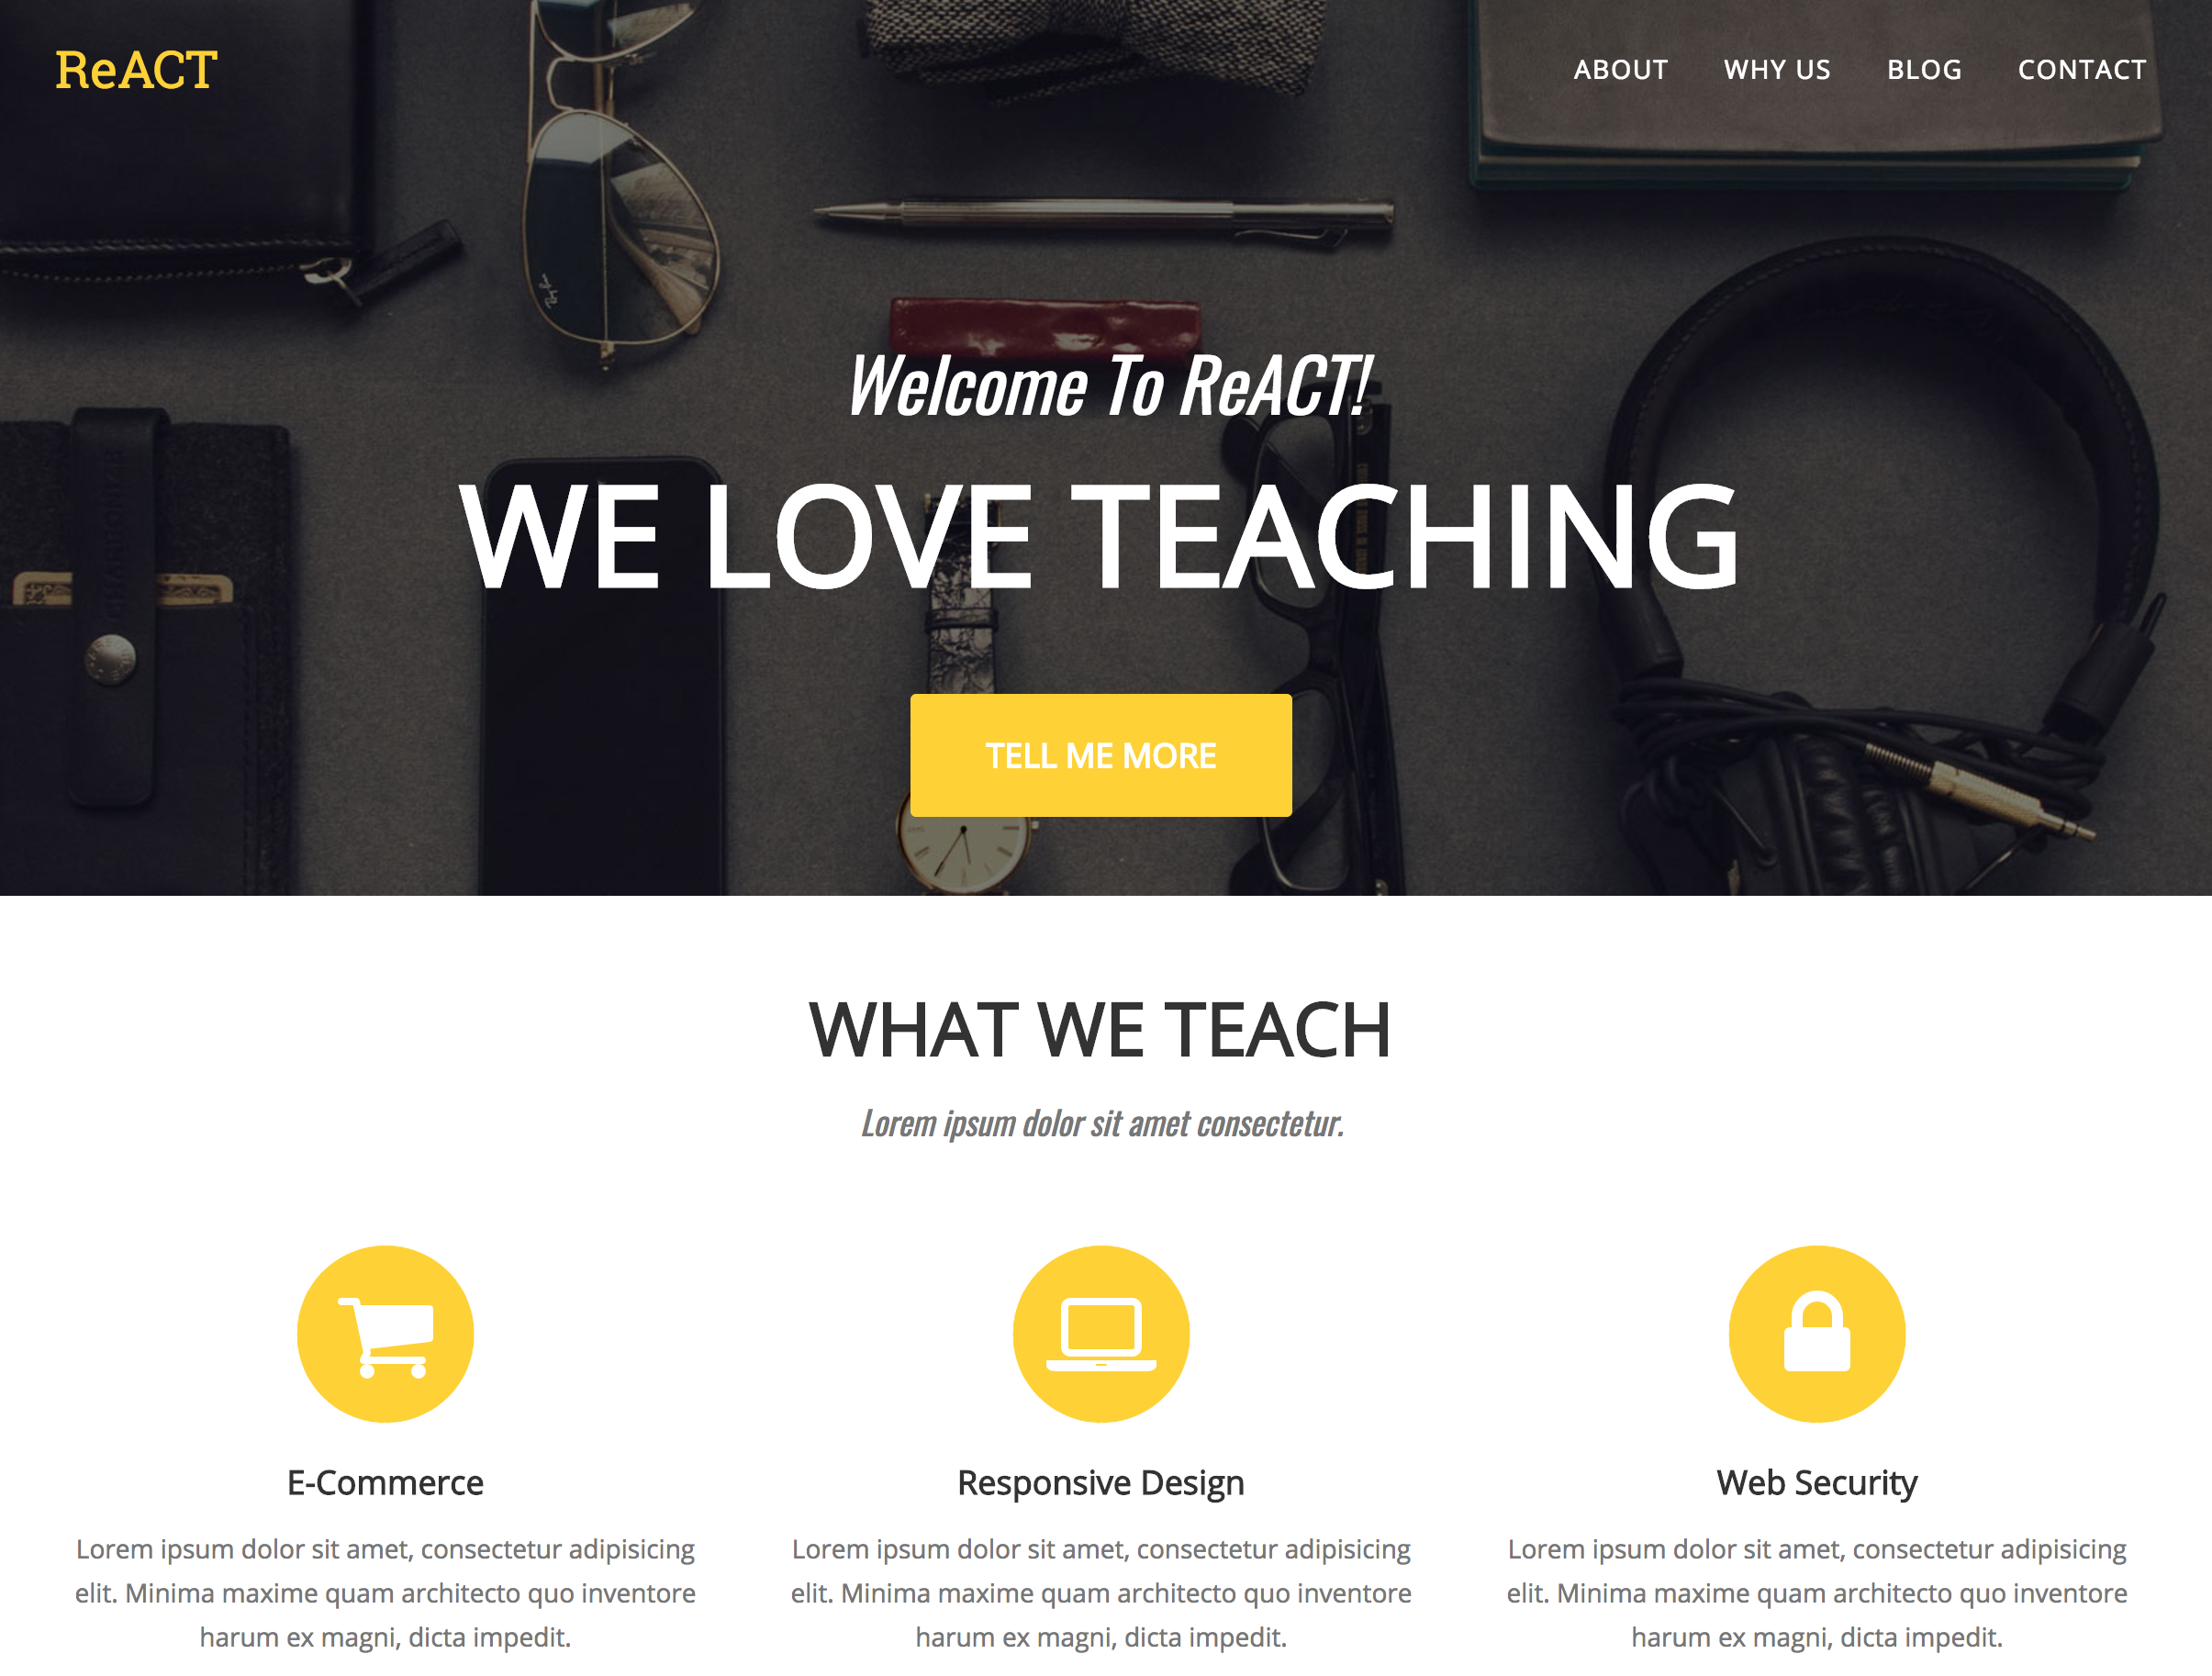 ReACT
ABOUT WHY US BLOG CONTACT
Ray-Ban
Welcome To ReACT!
WE LOVE TEACHING
TELL ME MORE
WHAT WE TEACH
Lorem ipsum dolor sit amet consectetur.
E-Commerce
Lorem ipsum dolor sit amet, consectetur adipisicing
elit. Minima maxime quam architecto quo inventore
harum ex magni, dicta impedit.
Responsive Design
Lorem ipsum dolor sit amet, consectetur adipisicing
elit. Minima maxime quam architecto quo inventore
harum ex magni, dicta impedit.
Web Security
Lorem ipsum dolor sit amet, consectetur adipisicing
elit. Minima maxime quam architecto quo inventore
harum ex magni, dicta impedit.